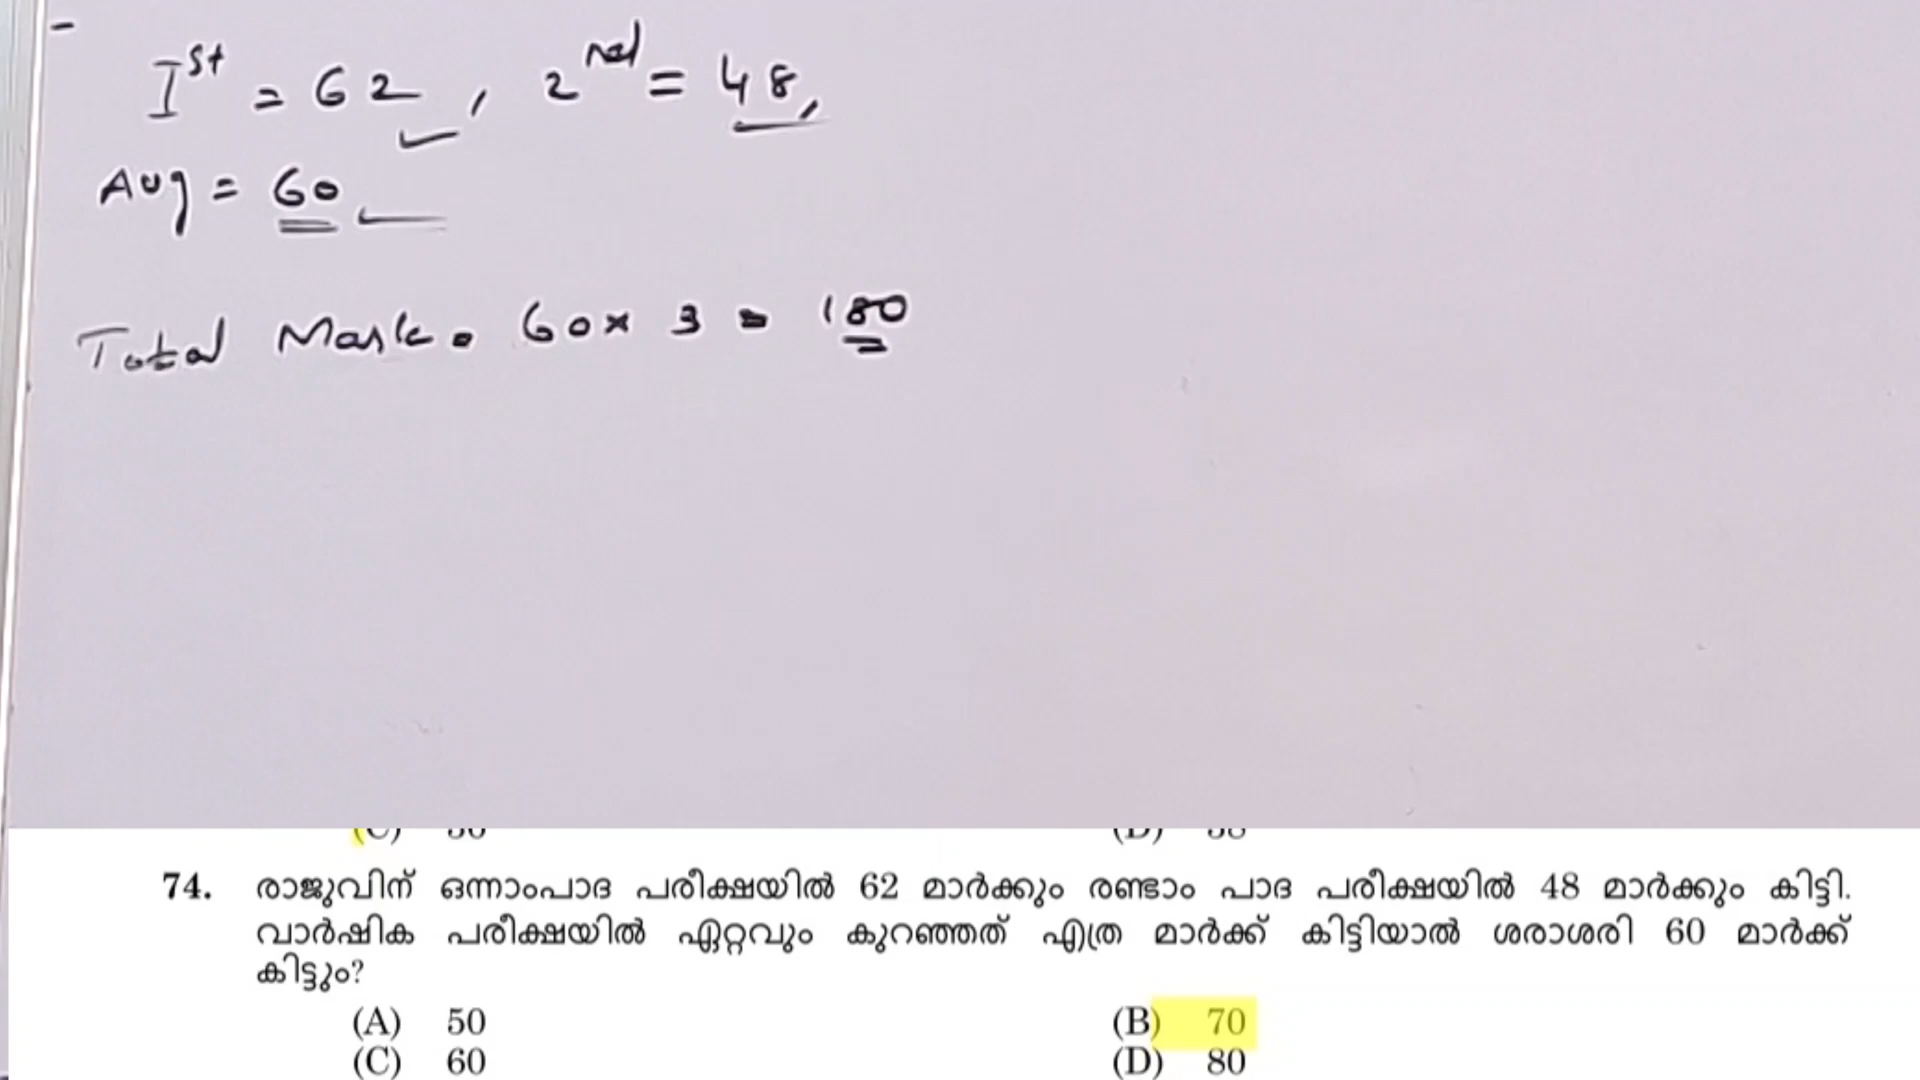 Ist = 62, 2nd = 48,
Avg = 60
Total Mark = 60 x 3 = 180
74. രാജുവിന് ഒന്നാംപാദ പരീക്ഷയിൽ 62 മാർക്കും രണ്ടാം പാദ പരീക്ഷയിൽ 48 മാർക്കും കിട്ടി.
വാർഷിക പരീക്ഷയിൽ ഏറ്റവും കുറഞ്ഞത് എത്ര മാർക്ക് കിട്ടിയാൽ ശരാശരി 60 മാർക്ക്
കിട്ടും?
(A) 50 (B) 70
(C) 60 (D) 80